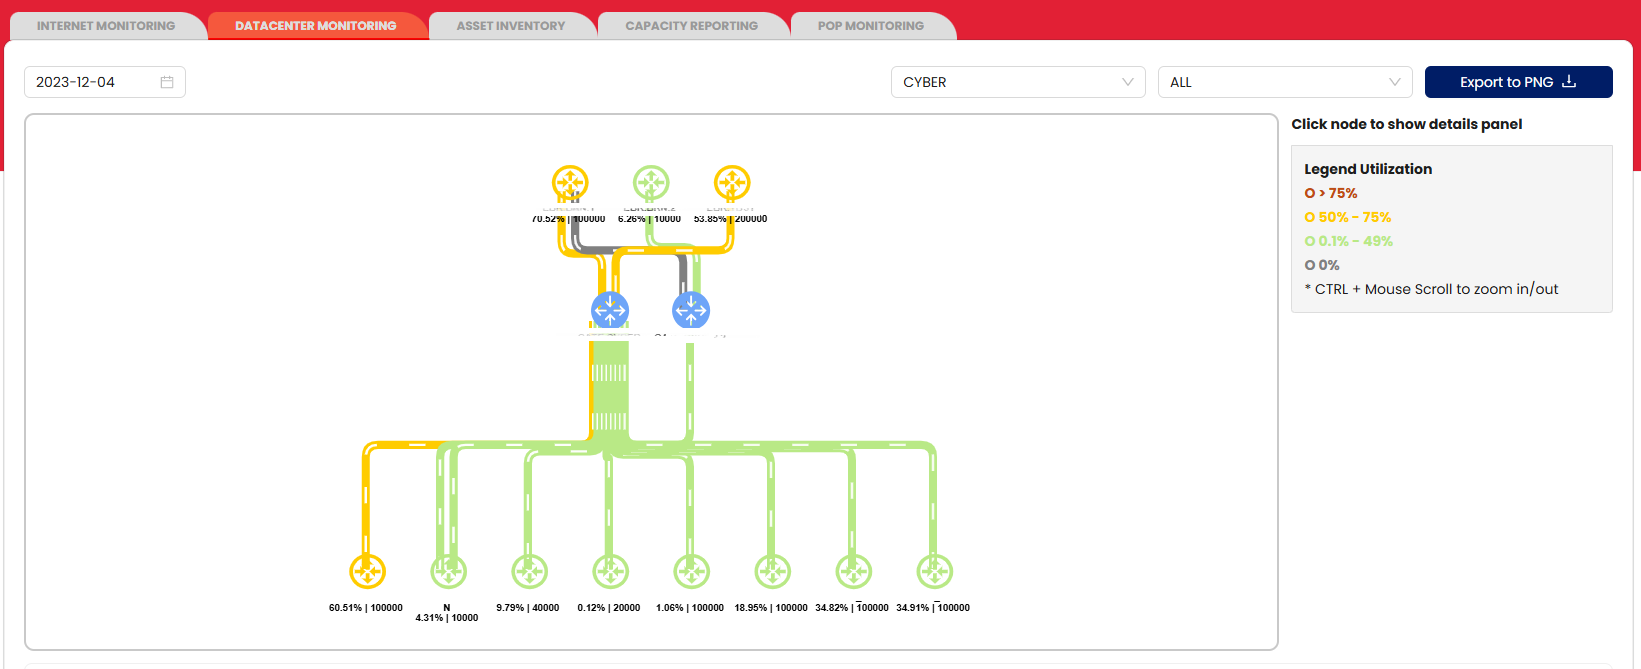 INTERNET MONITORING
DATACENTER MONITORING
ASSET INVENTORY
CAPACITY REPORTING
POP MONITORING
2023-12-04
CYBER
ALL
Export to PNG
Click node to show details panel
Legend Utilization
O > 75%
O 50% - 75%
O 0.1% - 49%
O 0%
* CTRL + Mouse Scroll to zoom in/out
70.52% | 100000
6.26% | 10000
53.85% | 200000
60.51% | 100000
N
4.31% | 10000
9.79% | 40000
0.12% | 20000
1.06% | 100000
18.95% | 100000
34.82% | 100000
34.91% | 100000